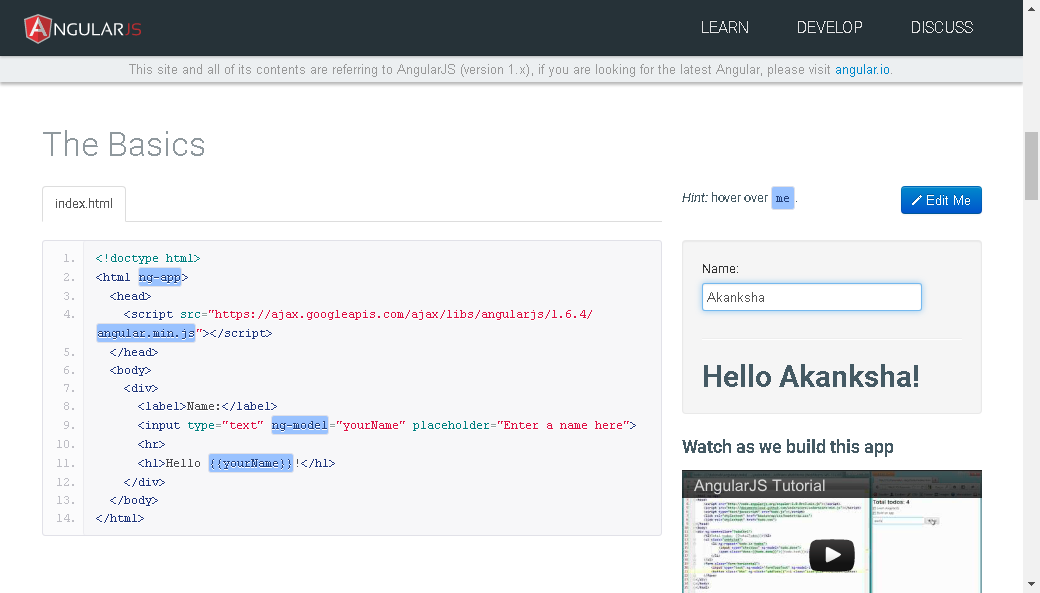 ANGULARJS
LEARN DEVELOP DISCUSS
This site and all of its contents are referring to AngularJS (version 1.x), if you are looking for the latest Angular, please visit angular.io.
The Basics
index.html
1. <!doctype html>
2. <html ng-app>
3. <head>
4. <script src="https://ajax.googleapis.com/ajax/libs/angularjs/1.6.4/
angular.min.js"></script>
5. </head>
6. <body>
7. <div>
8. <label>Name:</label>
9. <input type="text" ng-model="yourName" placeholder="Enter a name here">
10. <hr>
11. <h1>Hello {{yourName}}!</h1>
12. </div>
13. </body>
14. </html>
Hint: hover over me.
Edit Me
Name:
Akanksha
Hello Akanksha!
Watch as we build this app
AngularJS Tutorial
Total todos: 4